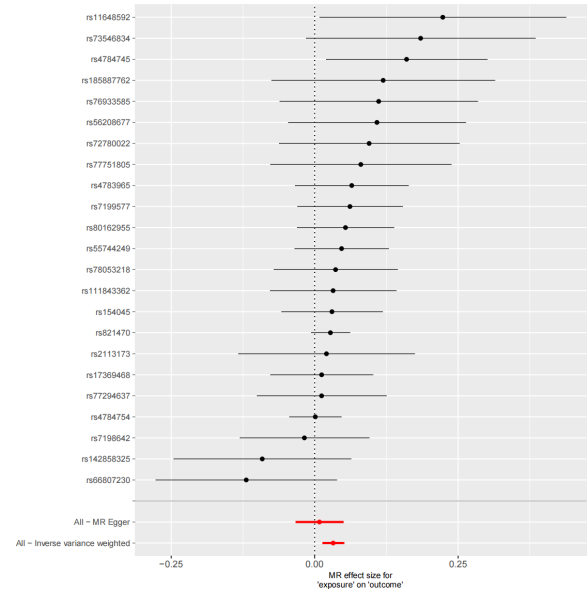 rs11648592
rs73546834
rs4784745
rs185887762
rs76933585
rs56208677
rs72780022
rs77751805
rs4783965
rs7199577
rs80162955
rs55744249
rs78053218
rs111843362
rs154045
rs821470
rs2113173
rs17369468
rs77294637
rs4784754
rs7198642
rs142858325
rs66807230
All − MR Egger
All − Inverse variance weighted
−0.25 0.00 0.25
MR effect size for
'exposure' on 'outcome'